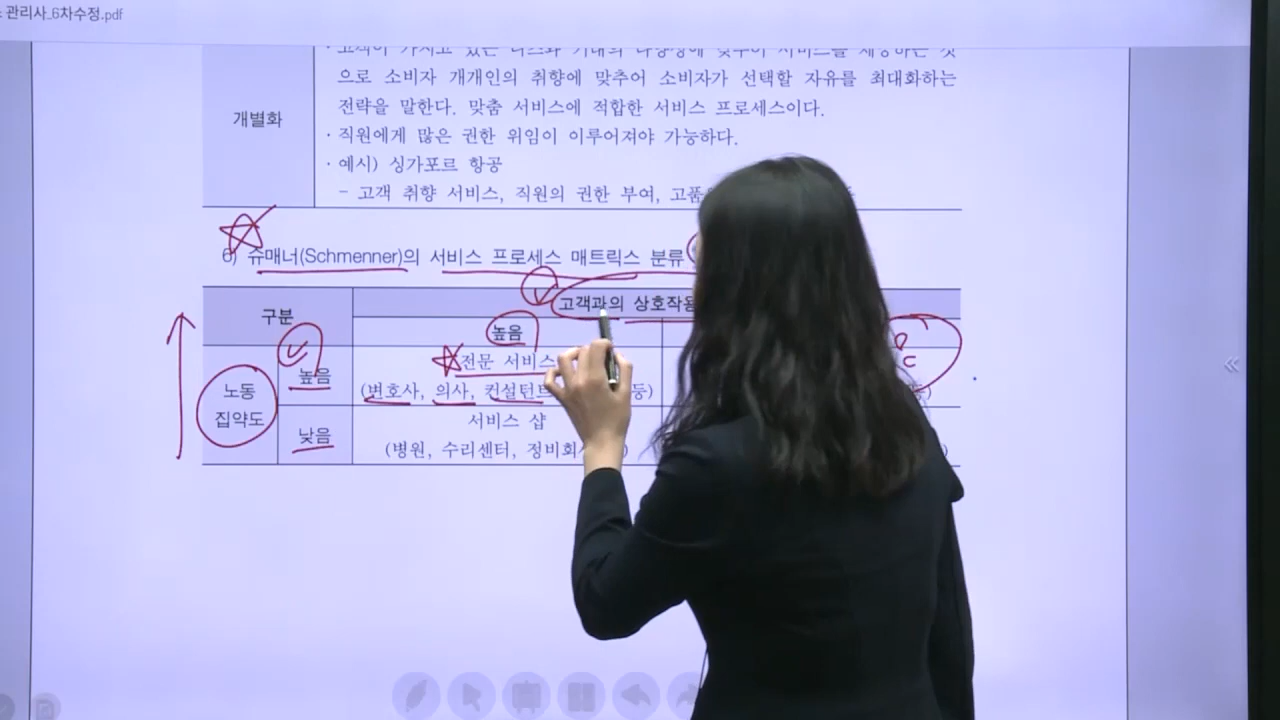 관리사_6차수정.pdf
으로 소비자 개개인의 취향에 맞추어 소비자가 선택할 자유를 최대화하는
전략을 말한다. 맞춤 서비스에 적합한 서비스 프로세스이다.
개별화
· 직원에게 많은 권한 위임이 이루어져야 가능하다.
· 예시) 싱가포르 항공
- 고객 취향 서비스, 직원의 권한 부여,
6) 슈매너(Schmenner)의 서비스 프로세스 매트릭스 분류
구분
고객과의 상호작용
높음
노동
집약도
높음
전문 서비스
(변호사, 의사, 컨설턴트 등)
낮음
서비스 샵
(병원, 수리센터, 정비회